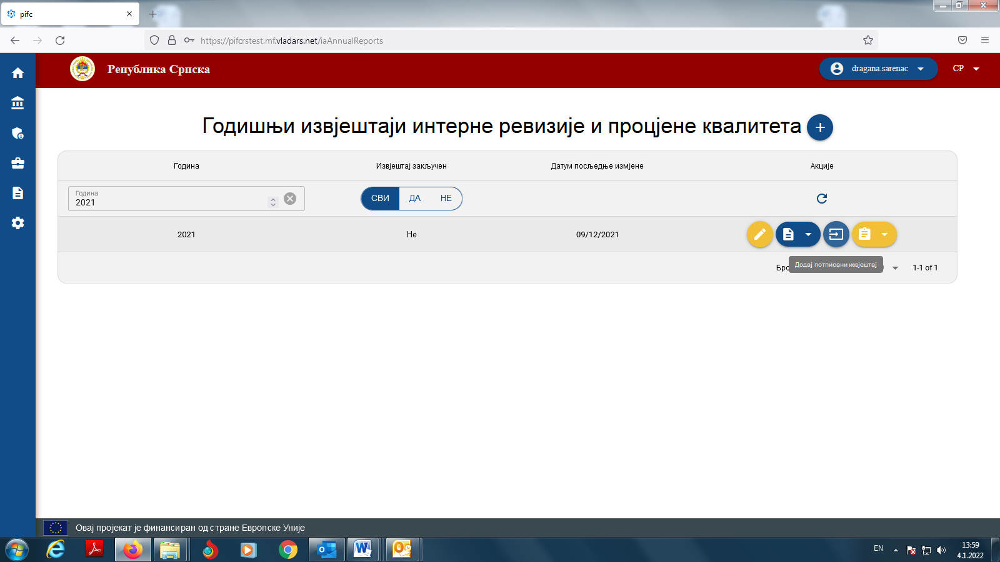 pifc
https://pifcrstest.mf.vladars.net/iaAnnualReports
Република Српска
dragana.sarenac
СР
Годишњи извјештаји интерне ревизије и процјене квалитета
Година
Извјештај закључен
Датум посљедње измјене
Акције
Година
2021
СВИ
ДА
НЕ
2021
Не
09/12/2021
Додај потписани извјештај
1-1 of 1
Овај пројекат је финансиран од стране Европске Уније
EN
13:59
4.1.2022